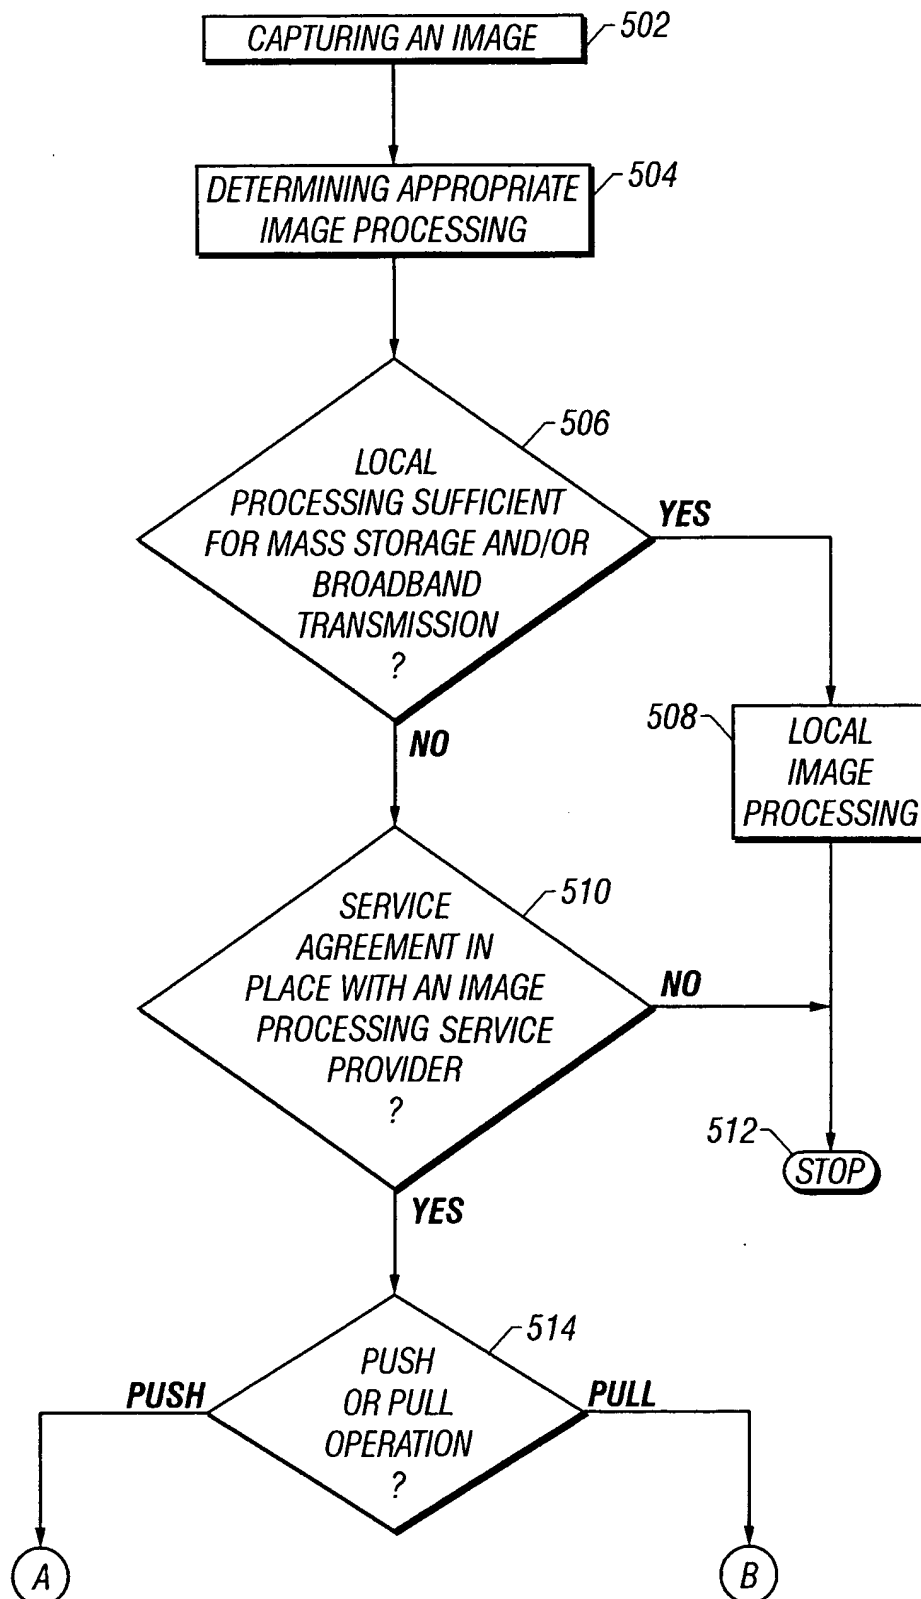 CAPTURING AN IMAGE
502
DETERMINING APPROPRIATE
IMAGE PROCESSING
504
506
LOCAL
PROCESSING SUFFICIENT
FOR MASS STORAGE AND/OR
BROADBAND
TRANSMISSION
?
YES
NO
508
LOCAL
IMAGE
PROCESSING
510
SERVICE
AGREEMENT IN
PLACE WITH AN IMAGE
PROCESSING SERVICE
PROVIDER
?
NO
YES
512
STOP
514
PUSH
OR PULL
OPERATION
?
PUSH
PULL
A
B